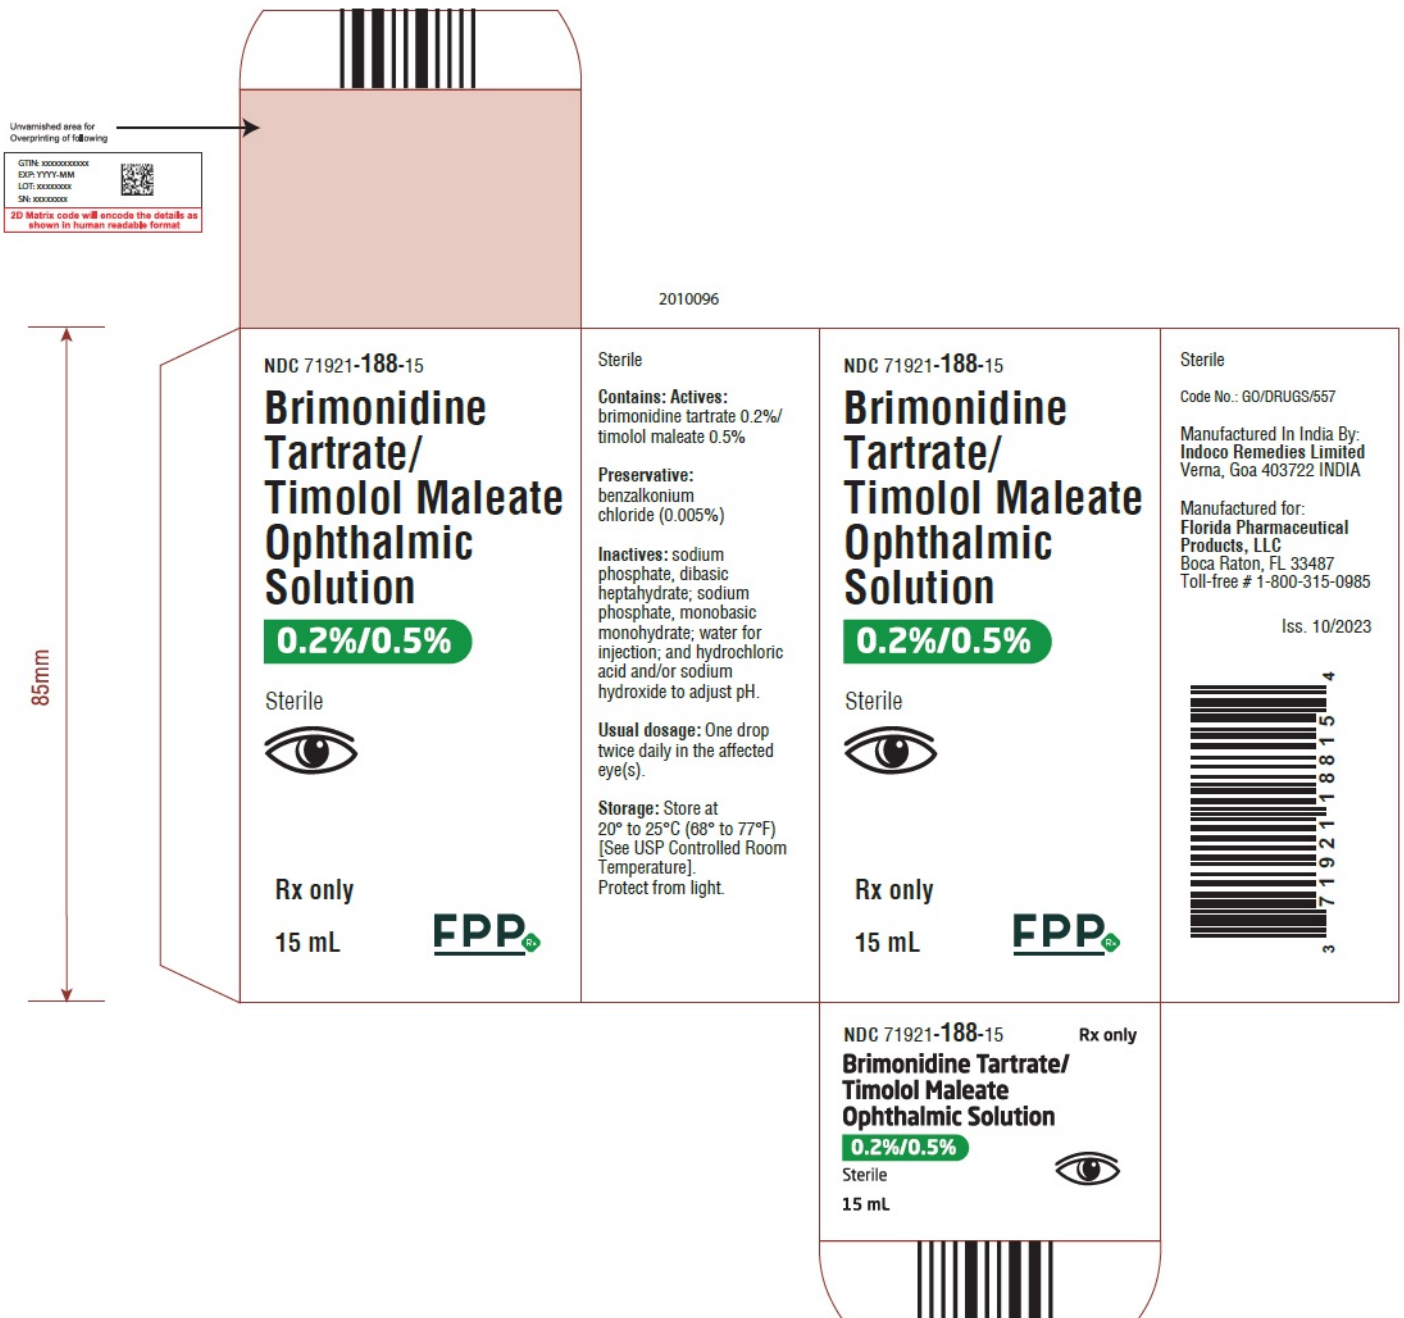 Unvarnished area for
Overprinting of following
GTIN: xxxxxxxxxxx
EXP: YYYY-MM
LOT: xxxxxxxx
SN: xxxxxxxx
2D Matrix code will encode the details as
shown in human readable format
2010096
85mm
NDC 71921-188-15
Brimonidine
Tartrate/
Timolol Maleate
Ophthalmic
Solution
0.2%/0.5%
Sterile
Rx only
15 mL
FPP
Rx
Sterile
Contains: Actives:
brimonidine tartrate 0.2%/
timolol maleate 0.5%
Preservative:
benzalkonium
chloride (0.005%)
Inactives: sodium
phosphate, dibasic
heptahydrate; sodium
phosphate, monobasic
monohydrate; water for
injection; and hydrochloric
acid and/or sodium
hydroxide to adjust pH.
Usual dosage: One drop
twice daily in the affected
eye(s).
Storage: Store at
20° to 25°C (68° to 77°F)
[See USP Controlled Room
Temperature].
Protect from light.
NDC 71921-188-15
Brimonidine
Tartrate/
Timolol Maleate
Ophthalmic
Solution
0.2%/0.5%
Sterile
Rx only
15 mL
FPP
Rx
Sterile
Code No.: GO/DRUGS/557
Manufactured In India By:
Indoco Remedies Limited
Verna, Goa 403722 INDIA
Manufactured for:
Florida Pharmaceutical
Products, LLC
Boca Raton, FL 33487
Toll-free # 1-800-315-0985
Iss. 10/2023
3 71921 18815 4
NDC 71921-188-15
Rx only
Brimonidine Tartrate/
Timolol Maleate
Ophthalmic Solution
0.2%/0.5%
Sterile
15 mL